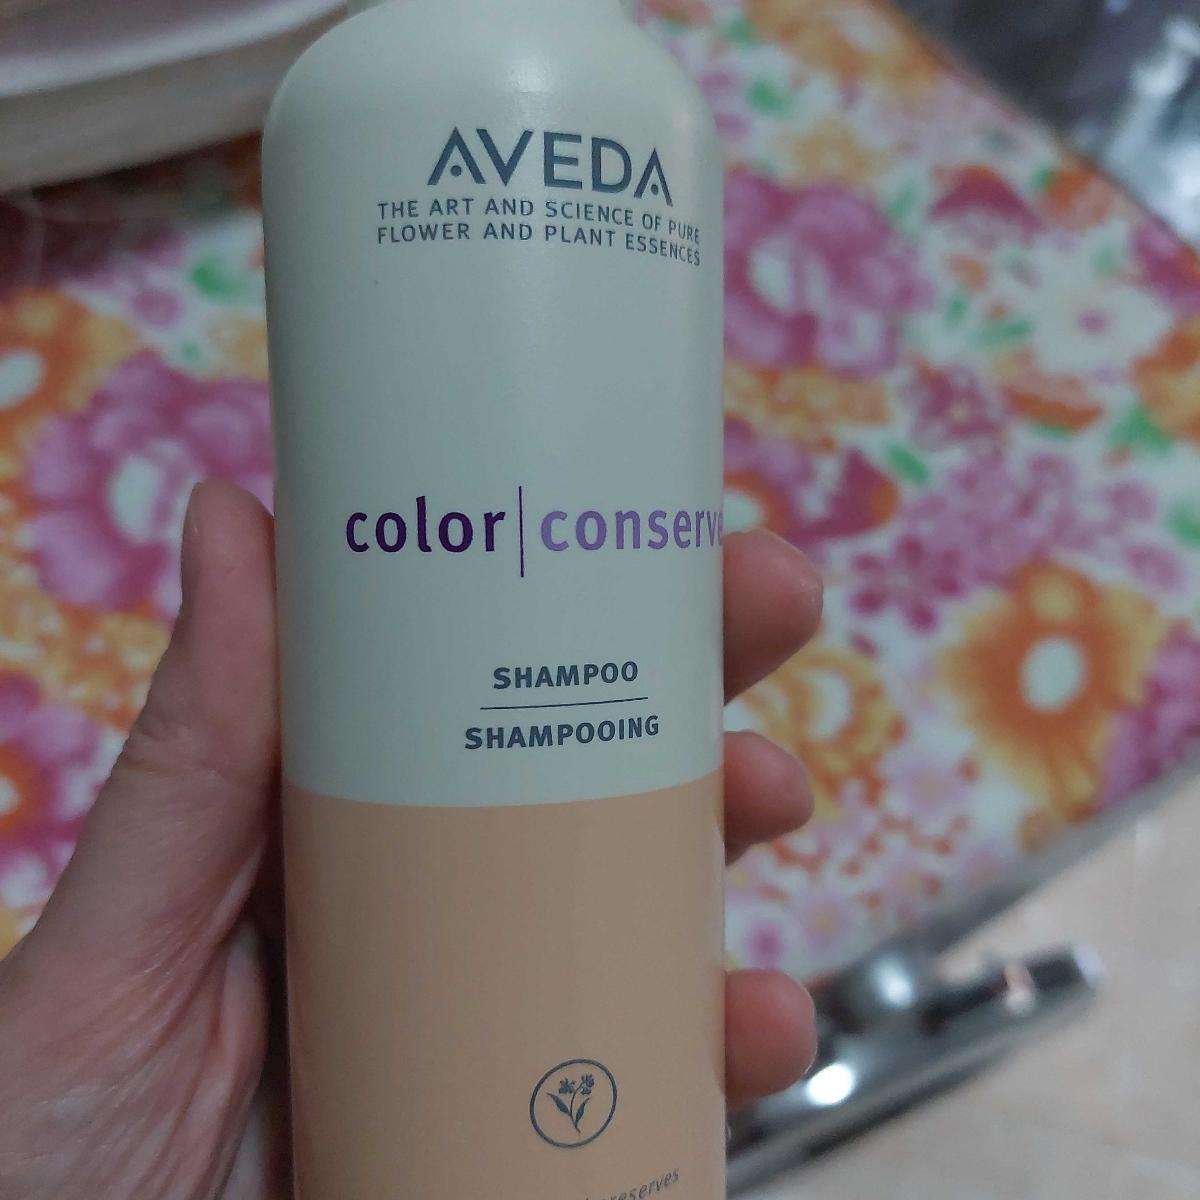 AVEDA
THE ART AND SCIENCE OF PURE
FLOWER AND PLANT ESSENCES
color|conserve
SHAMPOO
SHAMPOOING